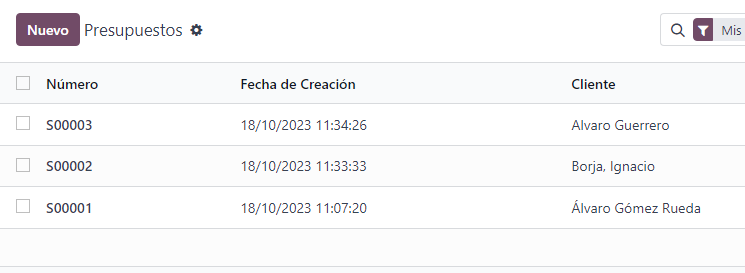 Nuevo Presupuestos Mis
Número Fecha de Creación Cliente
S00003 18/10/2023 11:34:26 Alvaro Guerrero
S00002 18/10/2023 11:33:33 Borja, Ignacio
S00001 18/10/2023 11:07:20 Álvaro Gómez Rueda